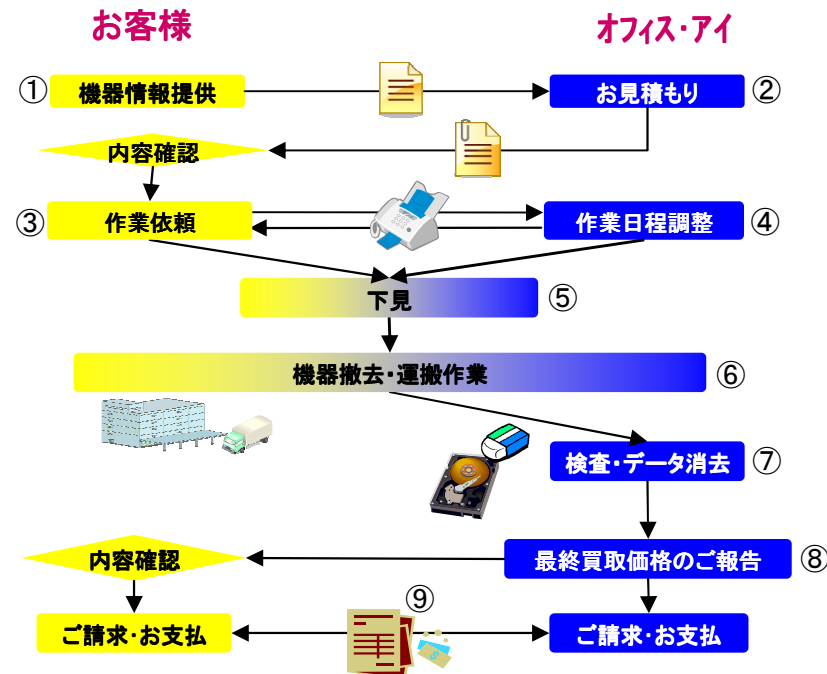 お客様
オフィス・アイ
① 機器情報提供
お見積もり ②
内容確認
③ 作業依頼
作業日程調整 ④
下見 ⑤
機器撤去・運搬作業 ⑥
検査・データ消去 ⑦
内容確認
最終買取価格のご報告 ⑧
⑨
ご請求・お支払
ご請求・お支払